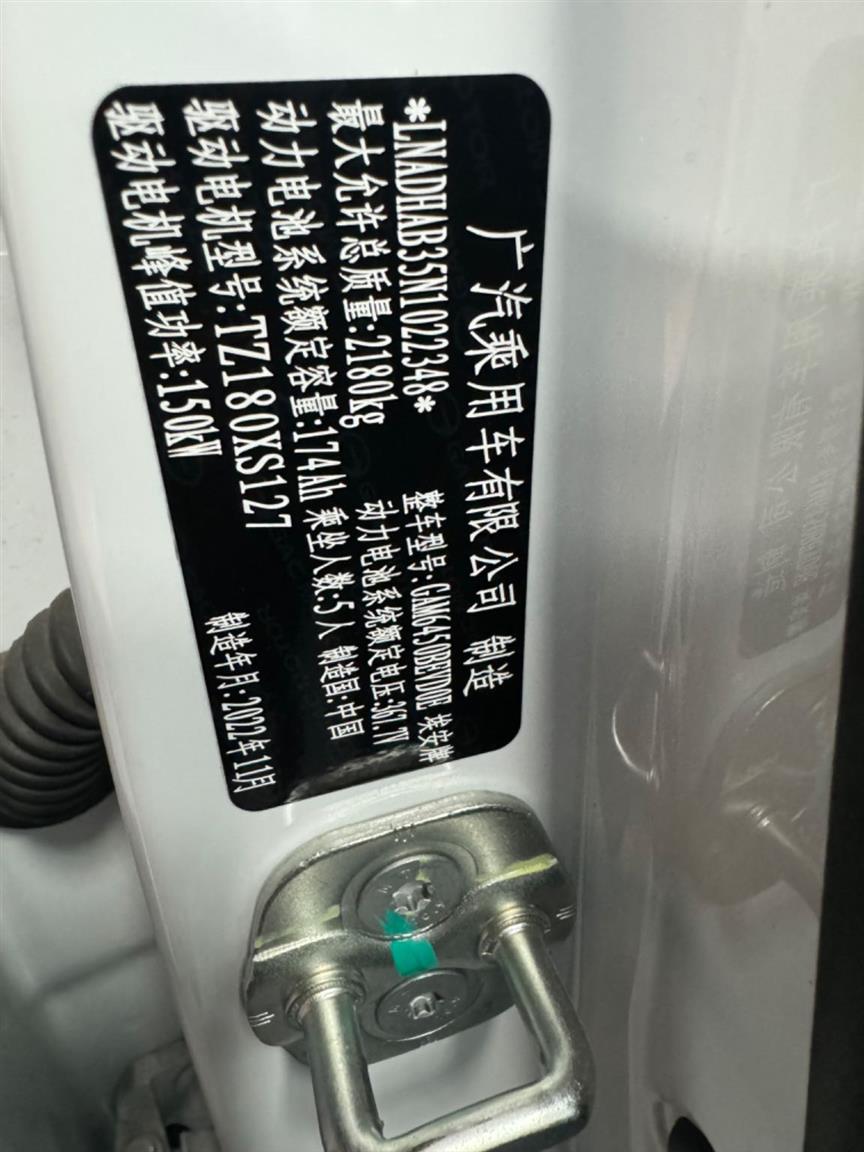 广汽乘用车有限公司 制造
*LNADHAB35N1022348* 整车型号:GAM6450BEVD0E 埃安牌
最大允许总质量:2180kg 动力电池系统额定电压:367.7V
动力电池系统额定容量:174Ah 乘坐人数:5人 制造国:中国
驱动电机型号:TZ180XS127
驱动电机峰值功率:150kW 制造年月:2022年11月